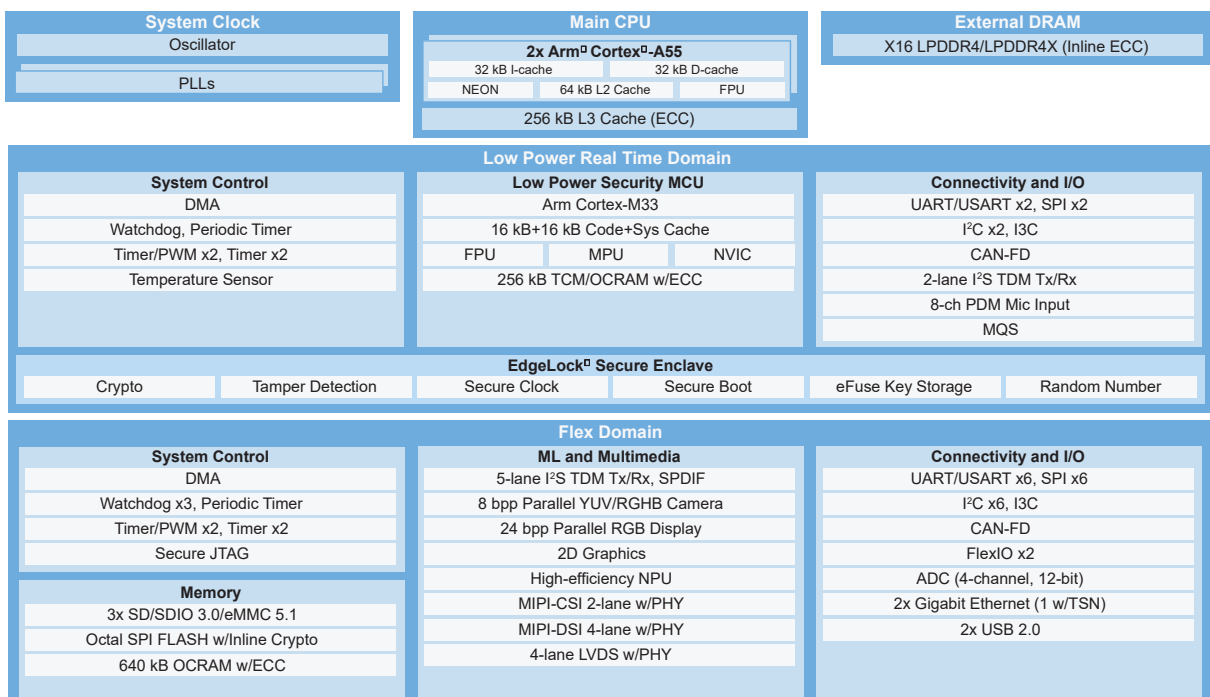 System Clock
Oscillator
PLLs
Main CPU
2x Arm▯ Cortex▯-A55
32 kB I-cache
32 kB D-cache
NEON
64 kB L2 Cache
FPU
256 kB L3 Cache (ECC)
External DRAM
X16 LPDDR4/LPDDR4X (Inline ECC)
Low Power Real Time Domain
System Control
DMA
Watchdog, Periodic Timer
Timer/PWM x2, Timer x2
Temperature Sensor
Low Power Security MCU
Arm Cortex-M33
16 kB+16 kB Code+Sys Cache
FPU
MPU
NVIC
256 kB TCM/OCRAM w/ECC
Connectivity and I/O
UART/USART x2, SPI x2
I²C x2, I3C
CAN-FD
2-lane I²S TDM Tx/Rx
8-ch PDM Mic Input
MQS
EdgeLock▯ Secure Enclave
Crypto
Tamper Detection
Secure Clock
Secure Boot
eFuse Key Storage
Random Number
Flex Domain
System Control
DMA
Watchdog x3, Periodic Timer
Timer/PWM x2, Timer x2
Secure JTAG
Memory
3x SD/SDIO 3.0/eMMC 5.1
Octal SPI FLASH w/Inline Crypto
640 kB OCRAM w/ECC
ML and Multimedia
5-lane I²S TDM Tx/Rx, SPDIF
8 bpp Parallel YUV/RGHB Camera
24 bpp Parallel RGB Display
2D Graphics
High-efficiency NPU
MIPI-CSI 2-lane w/PHY
MIPI-DSI 4-lane w/PHY
4-lane LVDS w/PHY
Connectivity and I/O
UART/USART x6, SPI x6
I²C x6, I3C
CAN-FD
FlexIO x2
ADC (4-channel, 12-bit)
2x Gigabit Ethernet (1 w/TSN)
2x USB 2.0